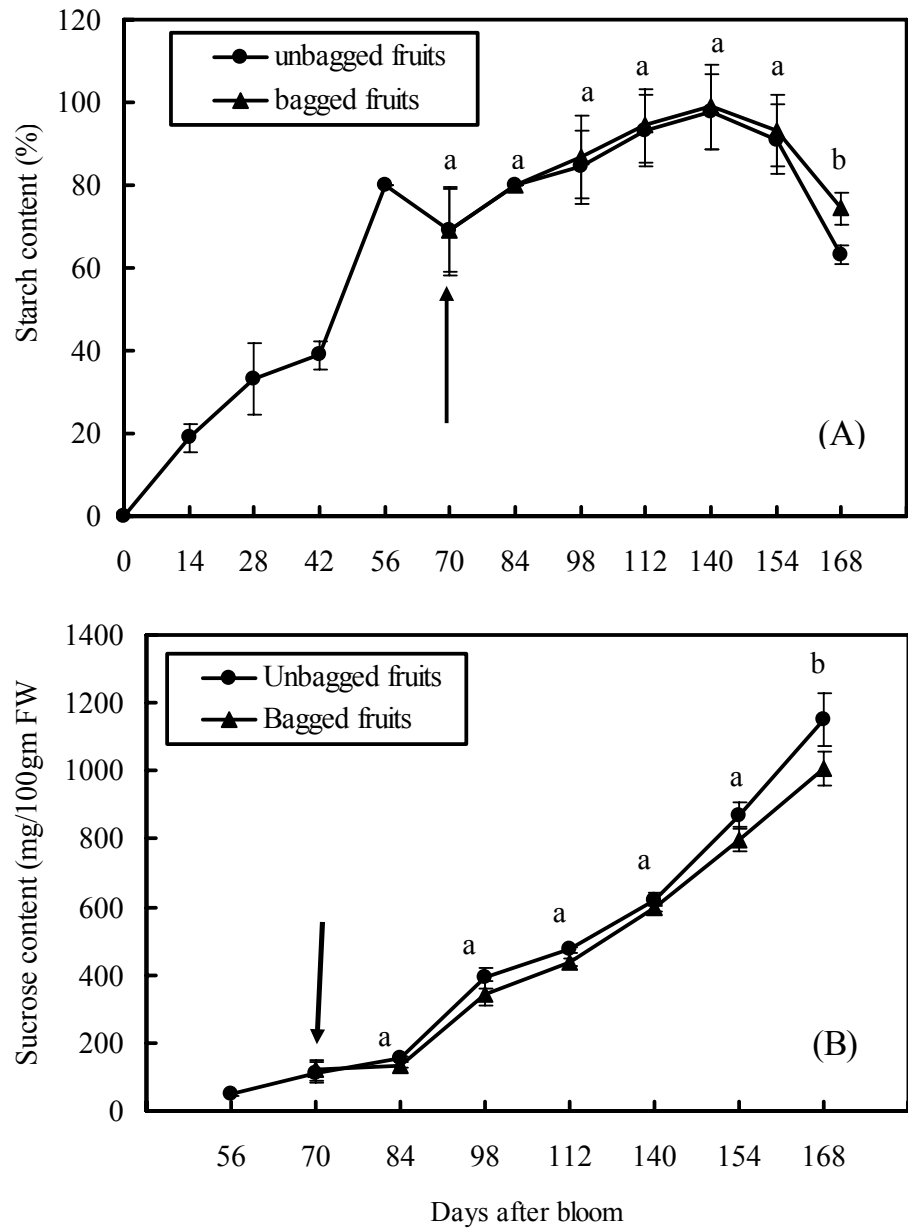 120
100
80
60
40
20
0
Starch content (%)
unbagged fruits
bagged fruits
a
a
a
a
a
a
b
(A)
0 14 28 42 56 70 84 98 112 140 154 168
1400
1200
1000
800
600
400
200
0
Sucrose content (mg/100gm FW
Unbagged fruits
Bagged fruits
a
a
a
a
a
b
(B)
56 70 84 98 112 140 154 168
Days after bloom